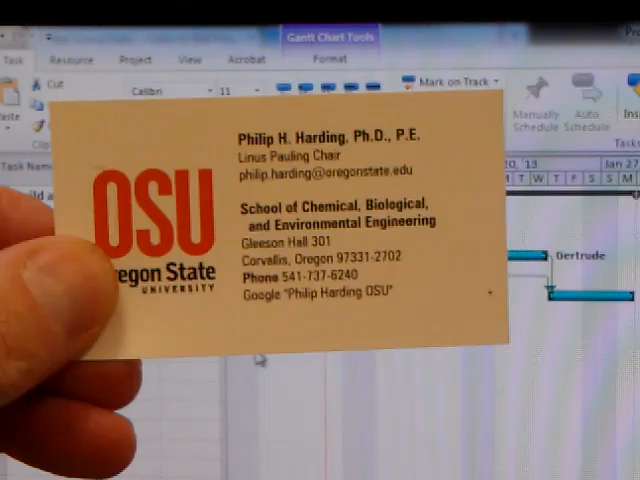 Gantt Chart Tools
Task Resource Project View Acrobat Format
Cut
Calibri 11
Mark on Track
Manually Schedule
Auto Schedule
Task Name
20, '13 Jan 27
M T W T F S S M
Gertrude
OSU
egon State
UNIVERSITY
Philip H. Harding, Ph.D., P.E.
Linus Pauling Chair
philip.harding@oregonstate.edu
School of Chemical, Biological,
and Environmental Engineering
Gleeson Hall 301
Corvallis, Oregon 97331-2702
Phone 541-737-6240
Google "Philip Harding OSU"